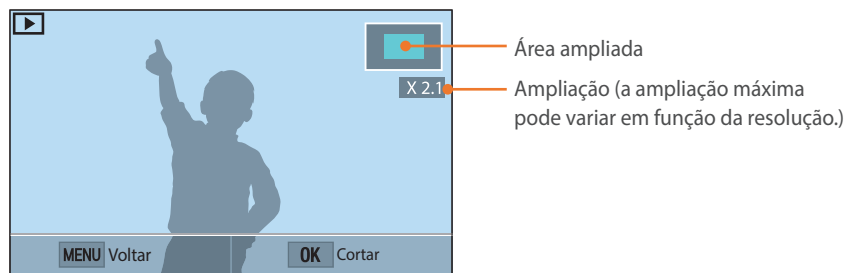 Área ampliada
X 2.1
Ampliação (a ampliação máxima
pode variar em função da resolução.)
MENU Voltar
OK Cortar